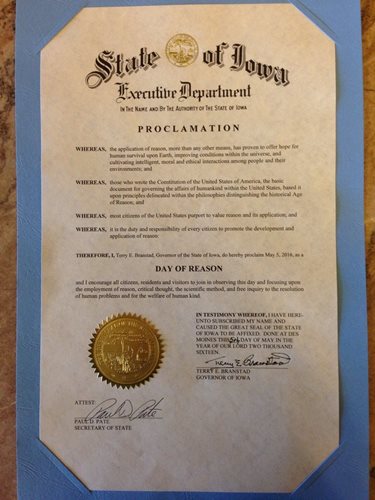 State of Iowa
Executive Department
IN THE NAME AND BY THE AUTHORITY OF THE STATE OF IOWA
PROCLAMATION
WHEREAS, the application of reason, more than any other means, has proven to offer hope for
human survival upon Earth, improving conditions within the universe, and
cultivating intelligent, moral and ethical interactions among people and their
environments; and
WHEREAS, those who wrote the Constitution of the United States of America, the basic
document for governing the affairs of humankind within the United States, based it
upon principles delineated within the philosophies distinguishing the historical Age
of Reason; and
WHEREAS, most citizens of the United States purport to value reason and its application; and
WHEREAS, it is the duty and responsibility of every citizen to promote the development and
application of reason.
THEREFORE, I, Terry E. Branstad, Governor of the State of Iowa, do hereby proclaim May 5, 2016, as a
DAY OF REASON
and I encourage all citizens, residents and visitors to join in observing this day and focusing upon
the employment of reason, critical thought, the scientific method, and free inquiry to the resolution
of human problems and for the welfare of human kind.
IN TESTIMONY WHEREOF, I HAVE HERE-
UNTO SUBSCRIBED MY NAME AND
CAUSED THE GREAT SEAL OF THE STATE
OF IOWA TO BE AFFIXED. DONE AT DES
MOINES THIS 5th DAY OF MAY IN THE
YEAR OF OUR LORD TWO THOUSAND
SIXTEEN.
Terry E. Branstad
TERRY E. BRANSTAD
GOVERNOR OF IOWA
ATTEST:
Paul D. Pate
PAUL D. PATE
SECRETARY OF STATE